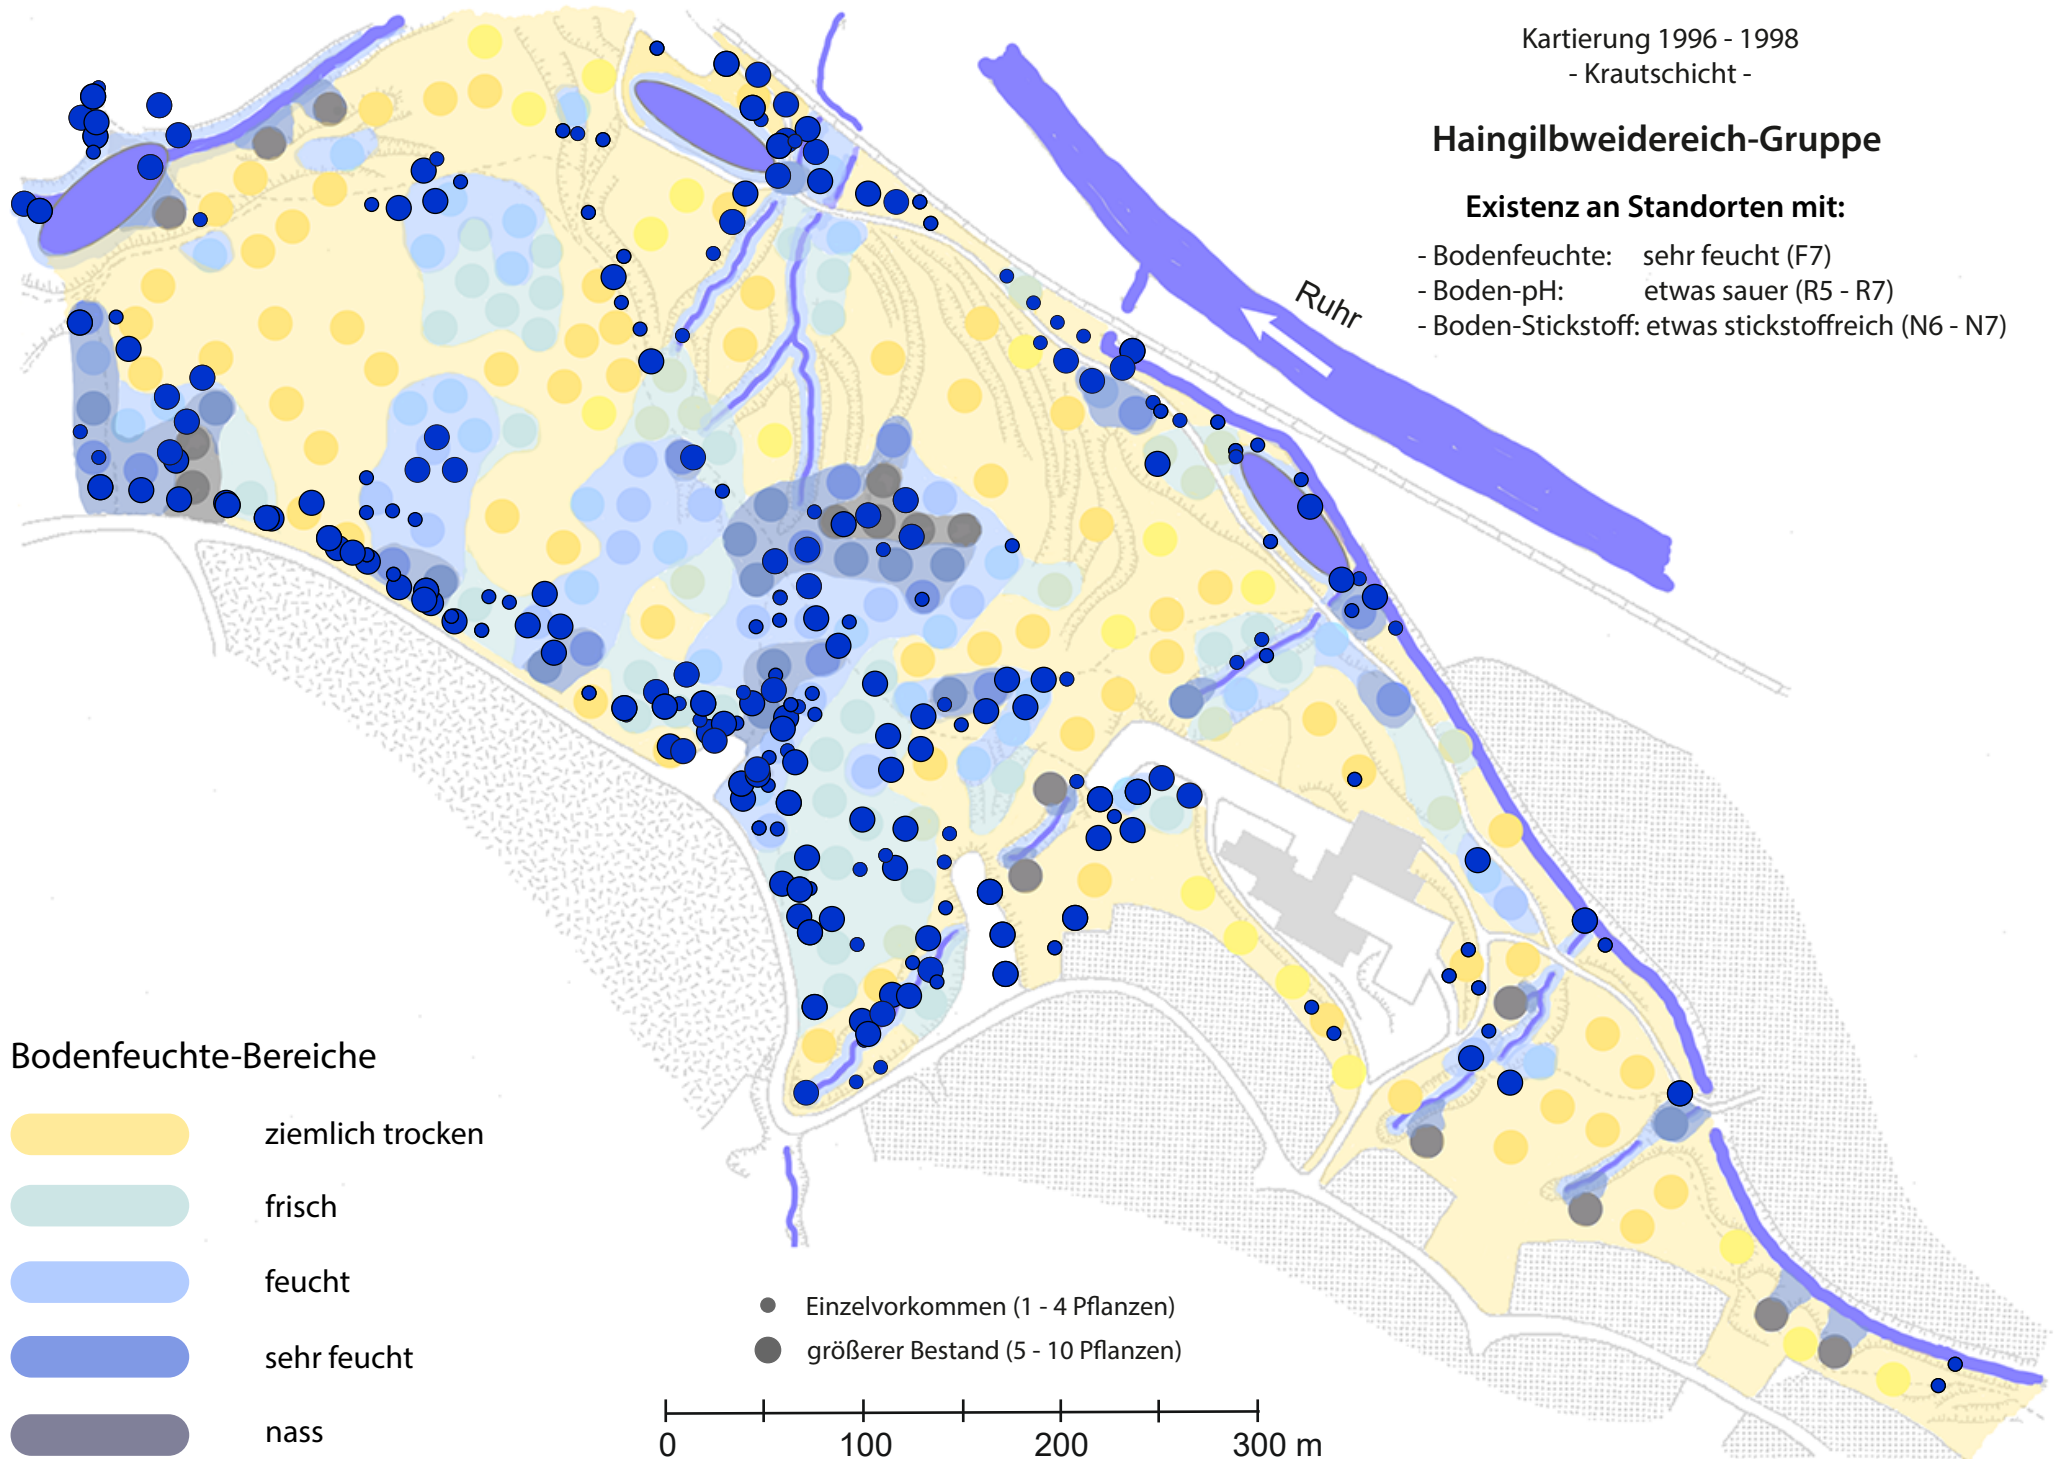 Kartierung 1996 - 1998
- Krautschicht -
Haingilbweidereich-Gruppe
Existenz an Standorten mit:
- Bodenfeuchte: sehr feucht (F7)
- Boden-pH: etwas sauer (R5 - R7)
- Boden-Stickstoff: etwas stickstoffreich (N6 - N7)
Ruhr
Bodenfeuchte-Bereiche
ziemlich trocken
frisch
feucht
sehr feucht
nass
Einzelvorkommen (1 - 4 Pflanzen)
größerer Bestand (5 - 10 Pflanzen)
0 100 200 300 m